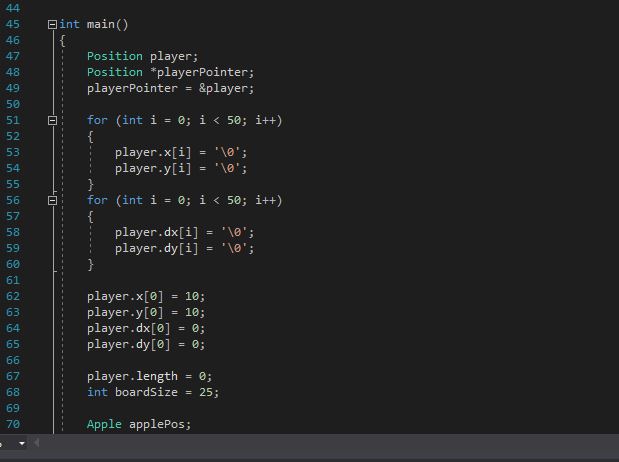 44
45 int main()
46 {
47 Position player;
48 Position *playerPointer;
49 playerPointer = &player;
50
51 for (int i = 0; i < 50; i++)
52 {
53 player.x[i] = '\0';
54 player.y[i] = '\0';
55 }
56 for (int i = 0; i < 50; i++)
57 {
58 player.dx[i] = '\0';
59 player.dy[i] = '\0';
60 }
61
62 player.x[0] = 10;
63 player.y[0] = 10;
64 player.dx[0] = 0;
65 player.dy[0] = 0;
66
67 player.length = 0;
68 int boardSize = 25;
69
70 Apple applePos;